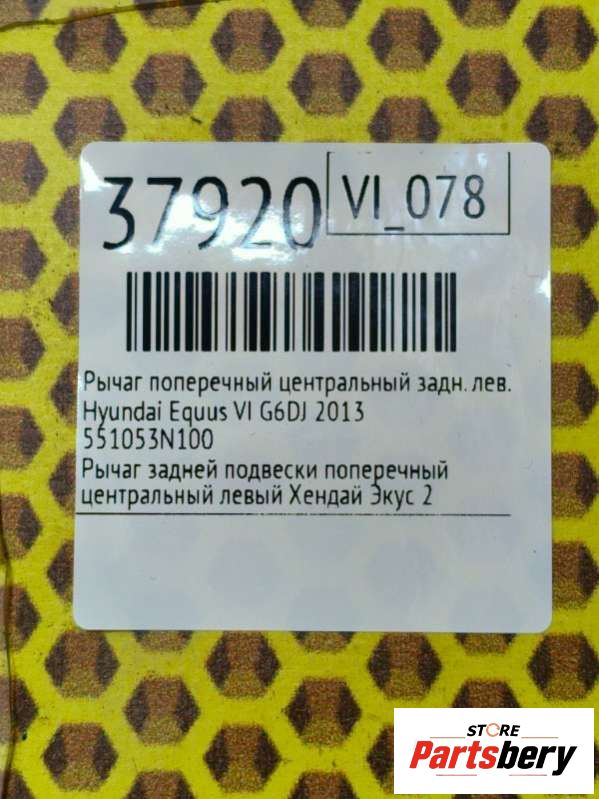 37920
VI_078
Рычаг поперечный центральный задн. лев.
Hyundai Equus VI G6DJ 2013
551053N100
Рычаг задней подвески поперечный
центральный левый Хендай Экус 2
STORE
Partsbery